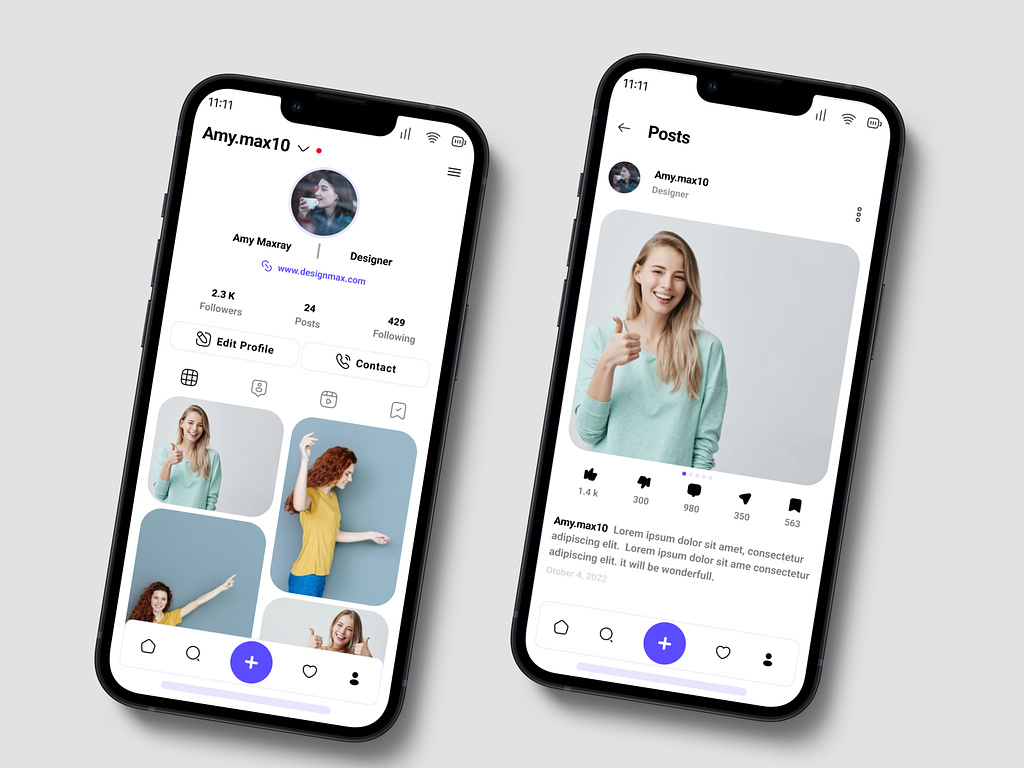 11:11
Amy.max10
Amy Maxray | Designer
www.designmax.com
2.3 K
Followers
24
Posts
429
Following
Edit Profile
Contact
11:11
Posts
Amy.max10
Designer
1.4 k
300
980
350
563
Amy.max10 Lorem ipsum dolor sit amet, consectetur
adipiscing elit. Lorem ipsum dolor sit ame consectetur
adipiscing elit. it will be wonderfull.
Otober 4, 2022